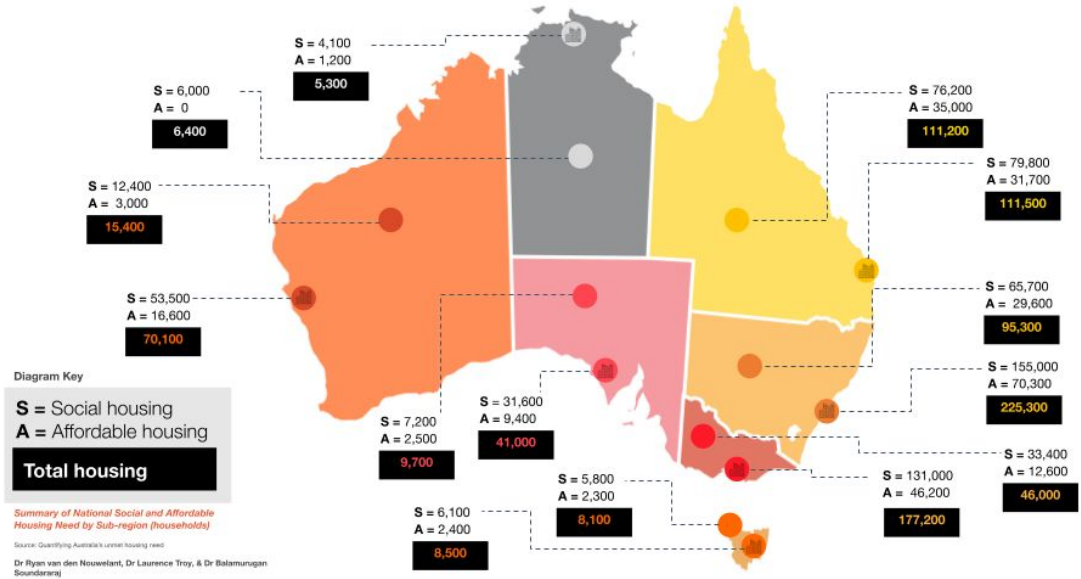 S = 4,100
A = 1,200
5,300
S = 6,000
A = 0
6,400
S = 12,400
A = 3,000
15,400
S = 53,500
A = 16,600
70,100
S = 76,200
A = 35,000
111,200
S = 79,800
A = 31,700
111,500
S = 65,700
A = 29,600
95,300
S = 155,000
A = 70,300
225,300
S = 33,400
A = 12,600
46,000
S = 131,000
A = 46,200
177,200
S = 31,600
A = 9,400
41,000
S = 7,200
A = 2,500
9,700
S = 5,800
A = 2,300
8,100
S = 6,100
A = 2,400
8,500
Diagram Key
S = Social housing
A = Affordable housing
Total housing
Summary of National Social and Affordable
Housing Need by Sub-region (households)
Source: Quantifying Australia's unmet housing need
Dr Ryan van den Nouwelant, Dr Laurence Troy, & Dr Balamurugan
Soundararaj